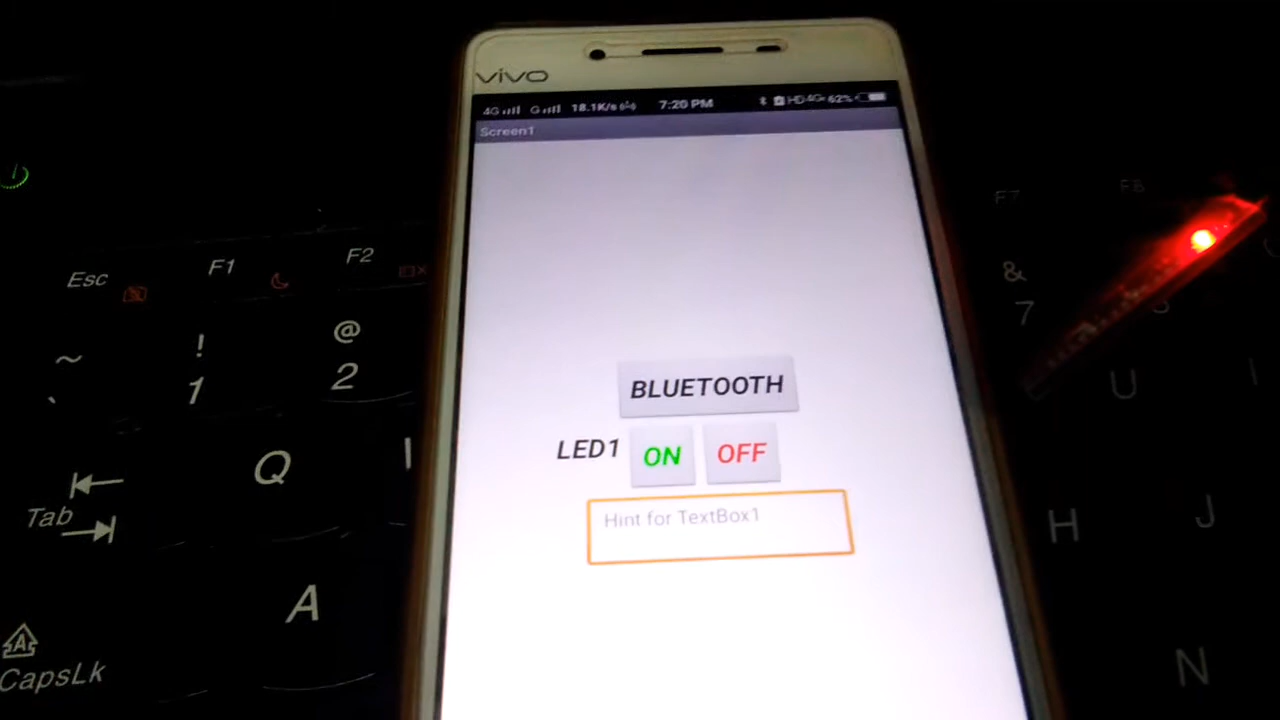 vivo
4G G 18.1K/s 7:20 PM HD 4G 62%
Screen1
BLUETOOTH
LED1 ON OFF
Hint for TextBox1
Esc F1 F2 F7 F8
~ ! @ &
` 1 2 7
Tab Q U I
A H J
CapsLk A N